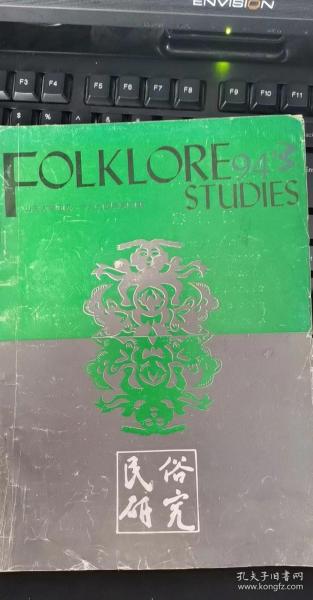 ENVISION
F3
F4
F5
F6
F7
F8
F9
F10
F11
FOLKLORE 94'3
STUDIES
民俗
研究
孔夫子旧书网
www.kongfz.com